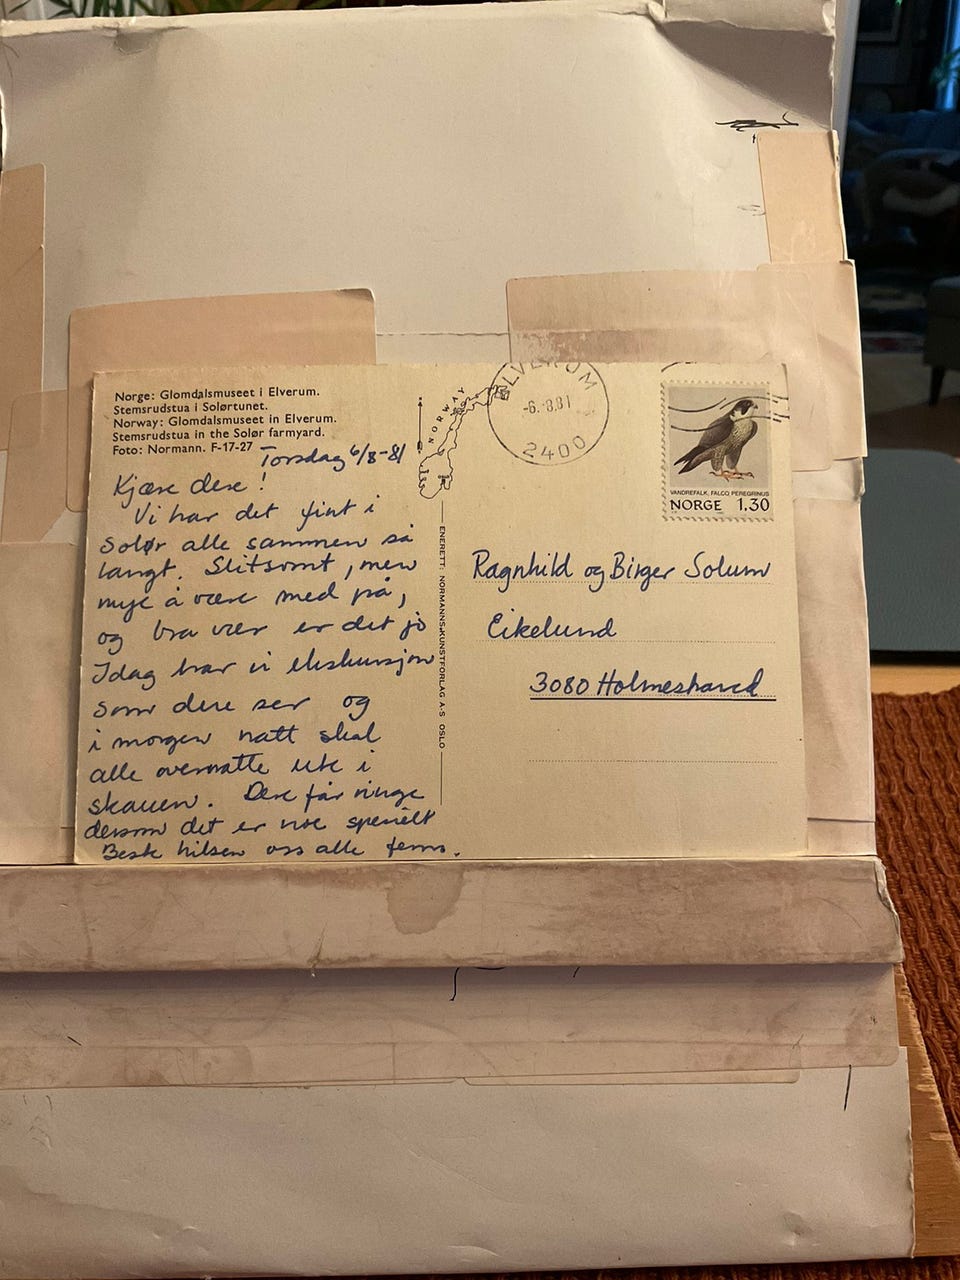 Norge: Glomdalsmuseet i Elverum.
Stemsrudstua i Solørtunet.
Norway: Glomdalsmuseet in Elverum.
Stemsrudstua in the Solør farmyard.
Foto: Normann. F-17-27
Torsdag 6/8-81
Kjære dere!
Vi har det fint i
Solør alle sammen så
langt. Slitsomt, men
mye å være med på,
og bra vær er det jo
Idag har vi ekskursjon
som dere ser og
i morgen natt skal
alle overnatte ute i
skauen. Dere får ringe
dersom det er noe spesielt
Beste hilsen oss alle fem.
NORWAY
ENERETT: NORMANNS KUNSTFORLAG A-S OSLO
ELVERUM
-6.-8.81
2400
VANDREFALK, FALCO PEREGRINUS
NORGE 1,30
Ragnhild og Birger Solum
Eikelund
3080 Holmestrand